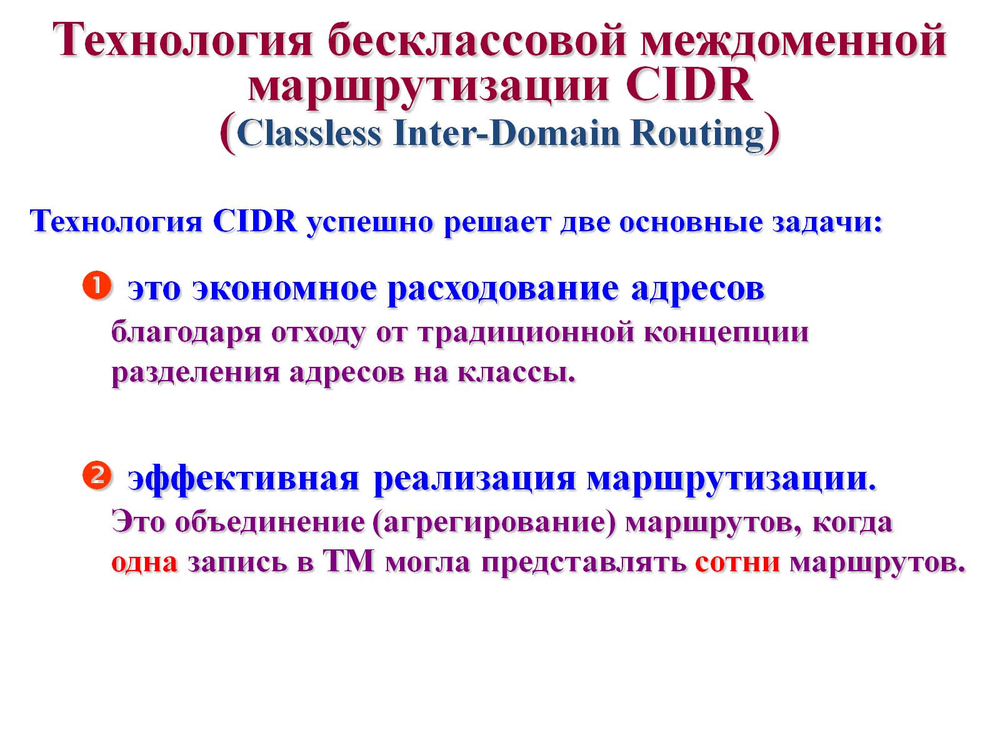 Технология бесклассовой междоменной
маршрутизации CIDR
(Classless Inter-Domain Routing)
Технология CIDR успешно решает две основные задачи:
❶ это экономное расходование адресов
благодаря отходу от традиционной концепции
разделения адресов на классы.
❷ эффективная реализация маршрутизации.
Это объединение (агрегирование) маршрутов, когда
одна запись в ТМ могла представлять сотни маршрутов.